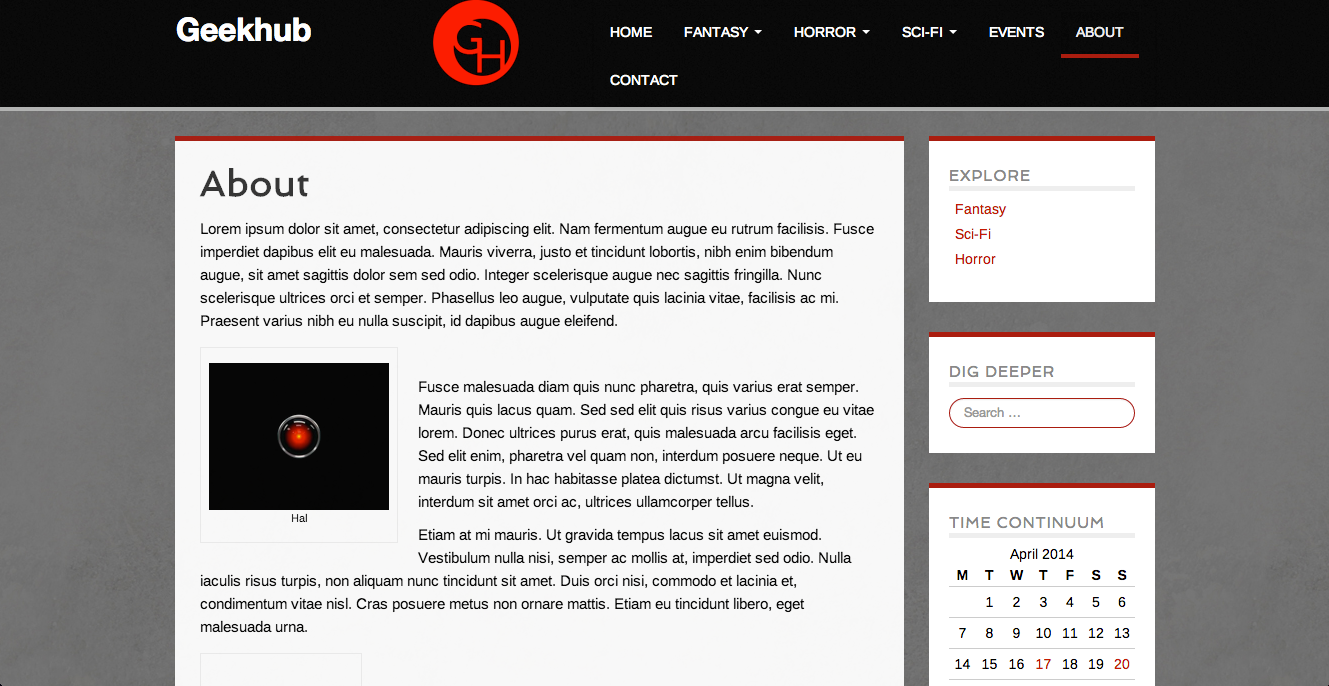 Geekhub
GH
HOME FANTASY HORROR SCI-FI EVENTS ABOUT
CONTACT
About
Lorem ipsum dolor sit amet, consectetur adipiscing elit. Nam fermentum augue eu rutrum facilisis. Fusce
imperdiet dapibus elit eu malesuada. Mauris viverra, justo et tincidunt lobortis, nibh enim bibendum
augue, sit amet sagittis dolor sem sed odio. Integer scelerisque augue nec sagittis fringilla. Nunc
scelerisque ultrices orci et semper. Phasellus leo augue, vulputate quis lacinia vitae, facilisis ac mi.
Praesent varius nibh eu nulla suscipit, id dapibus augue eleifend.
Hal
Fusce malesuada diam quis nunc pharetra, quis varius erat semper.
Mauris quis lacus quam. Sed sed elit quis risus varius congue eu vitae
lorem. Donec ultrices purus erat, quis malesuada arcu facilisis eget.
Sed elit enim, pharetra vel quam non, interdum posuere neque. Ut eu
mauris turpis. In hac habitasse platea dictumst. Ut magna velit,
interdum sit amet orci ac, ultrices ullamcorper tellus.
Etiam at mi mauris. Ut gravida tempus lacus sit amet euismod.
Vestibulum nulla nisi, semper ac mollis at, imperdiet sed odio. Nulla
iaculis risus turpis, non aliquam nunc tincidunt sit amet. Duis orci nisi, commodo et lacinia et,
condimentum vitae nisl. Cras posuere metus non ornare mattis. Etiam eu tincidunt libero, eget
malesuada urna.
EXPLORE
Fantasy
Sci-Fi
Horror
DIG DEEPER
Search …
TIME CONTINUUM
April 2014
M T W T F S S
1 2 3 4 5 6
7 8 9 10 11 12 13
14 15 16 17 18 19 20